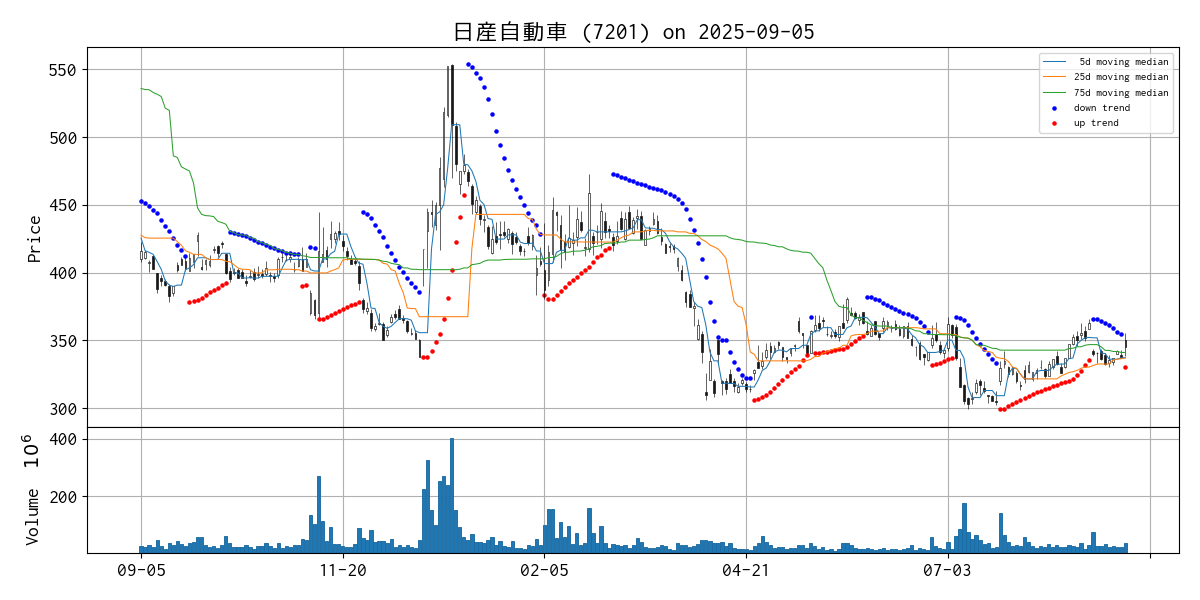 日産自動車 (7201) on 2025-09-05
5d moving median
25d moving median
75d moving median
down trend
up trend
Price
550
500
450
400
350
300
Volume 10^6
400
200
09-05 11-20 02-05 04-21 07-03